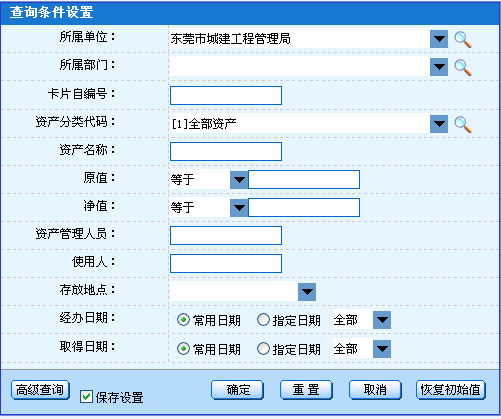 查询条件设置
所属单位： 东莞市城建工程管理局
所属部门：
卡片自编号：
资产分类代码： [1]全部资产
资产名称：
原值： 等于
净值： 等于
资产管理人员：
使用人：
存放地点：
经办日期： 常用日期 指定日期 全部
取得日期： 常用日期 指定日期 全部
高级查询 保存设置 确定 重 置 取消 恢复初始值